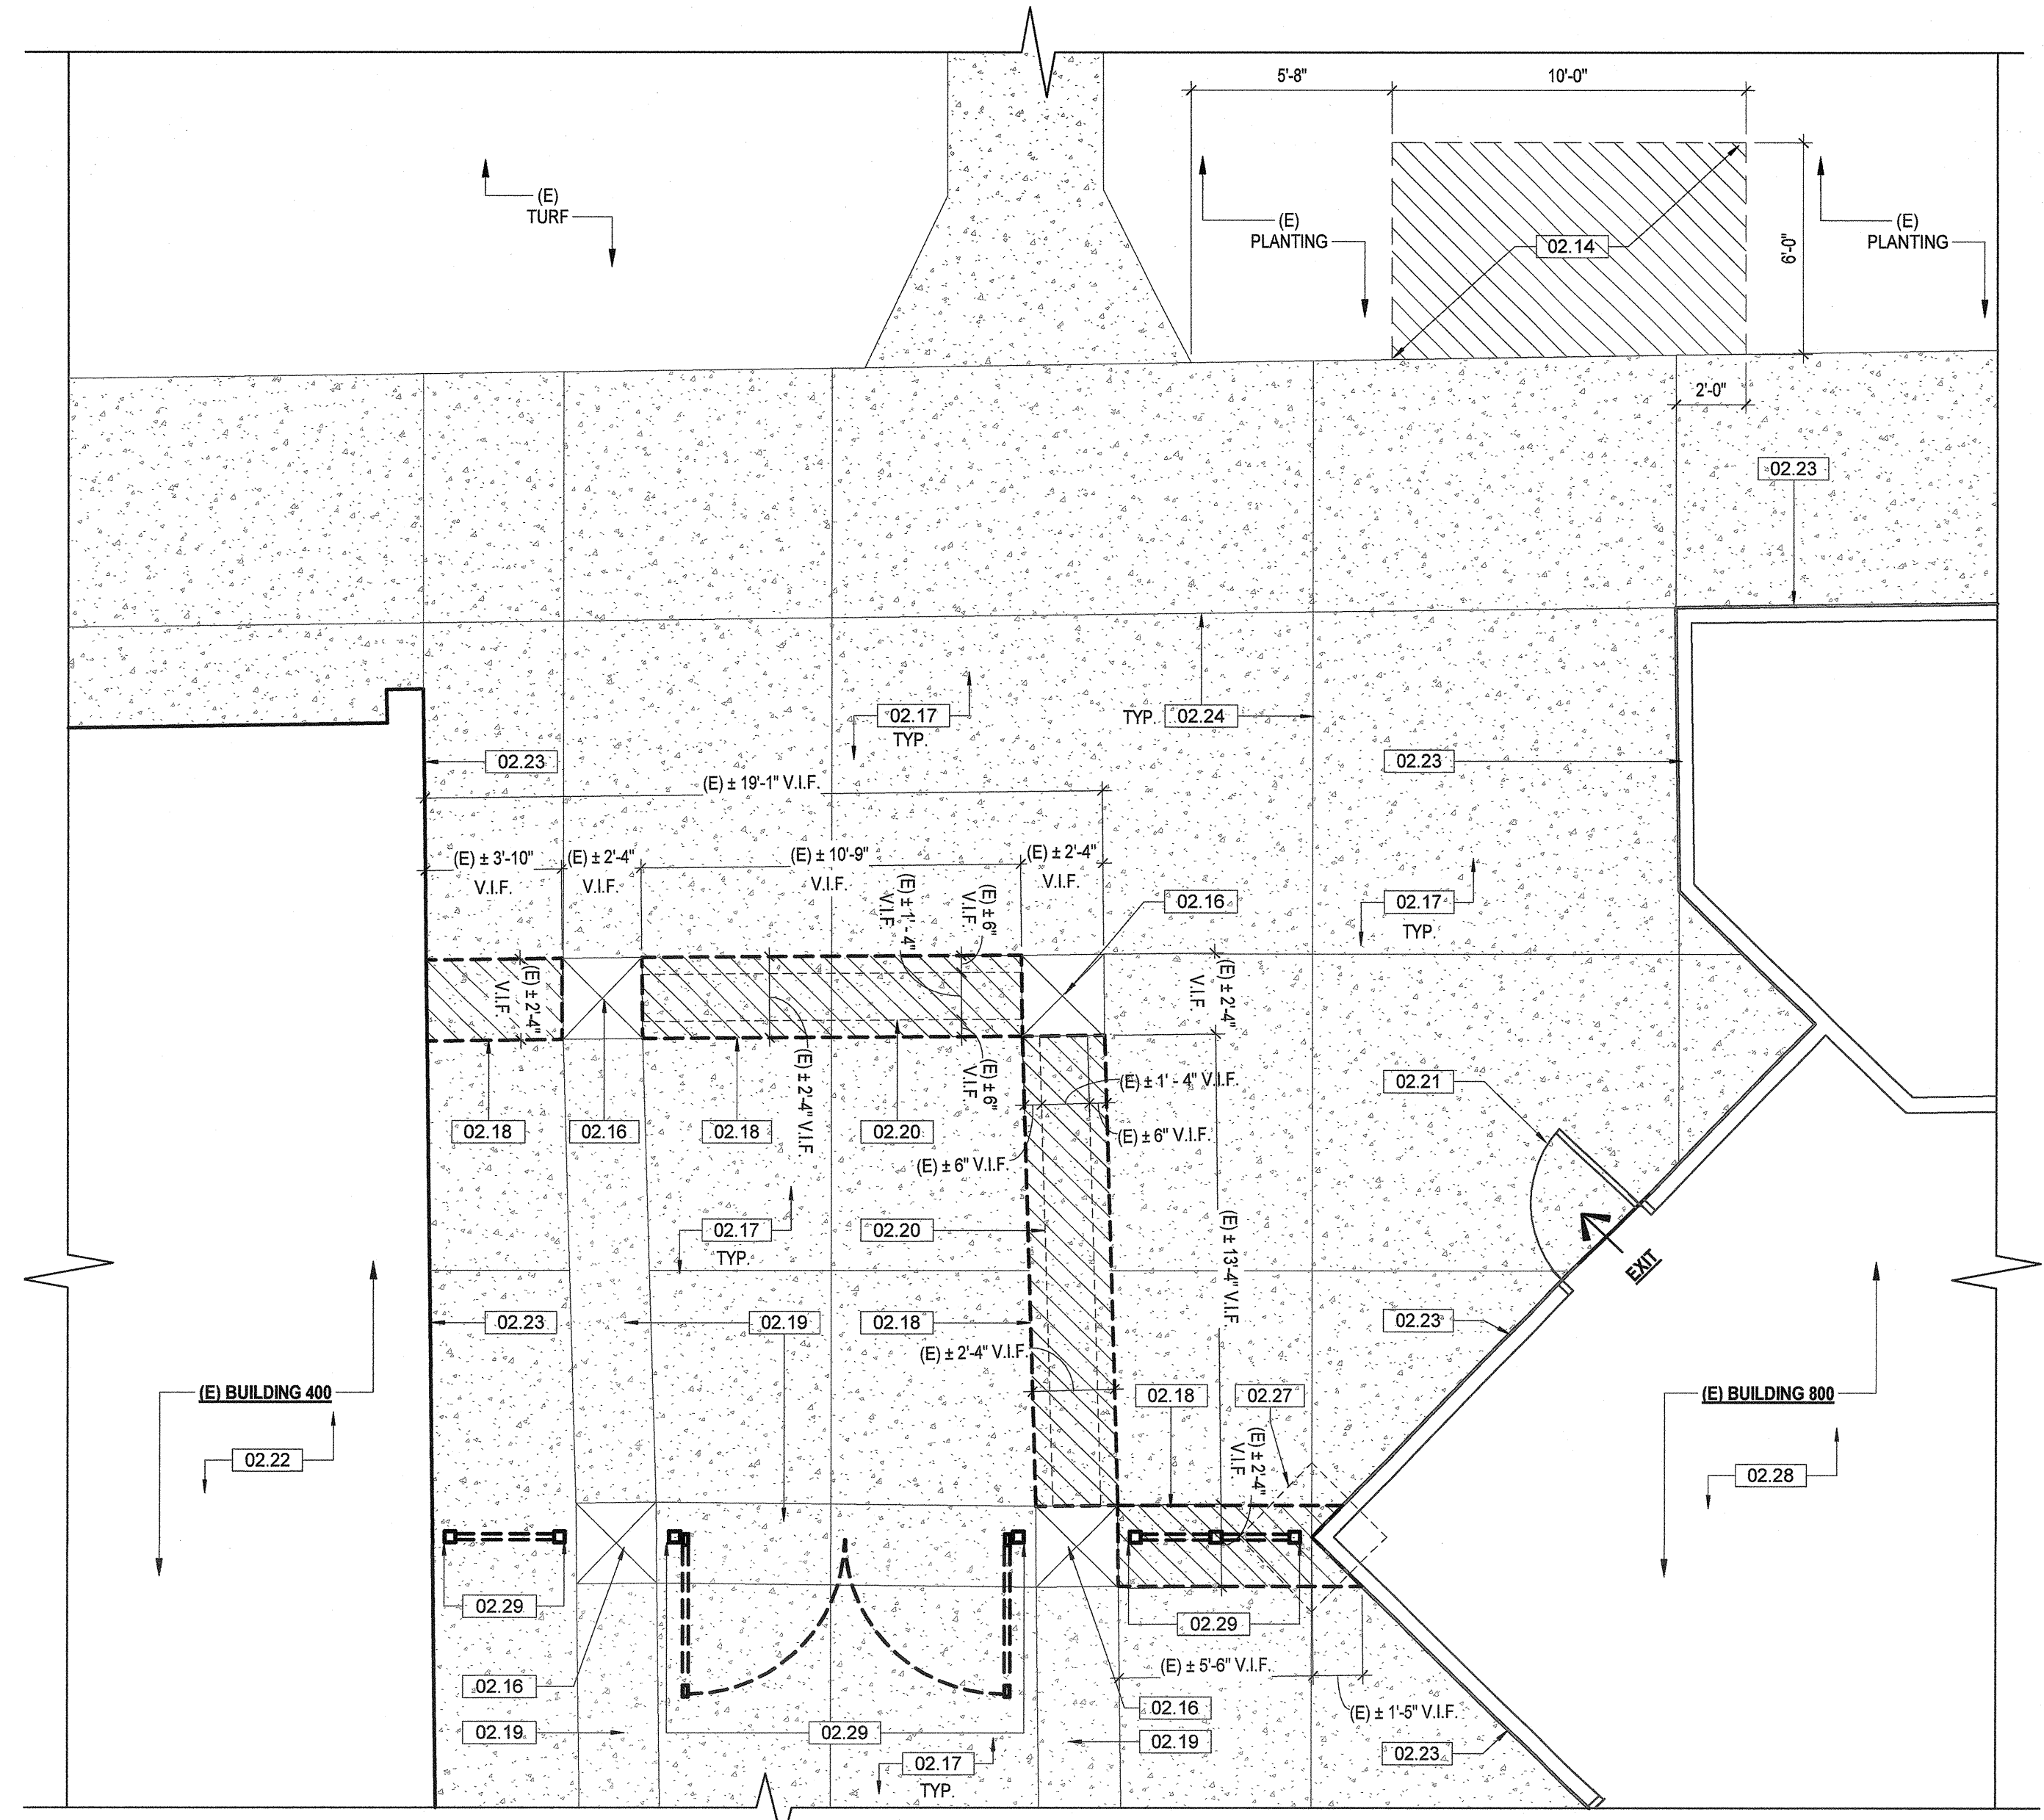 5'-8"
10'-0"
(E)
TURF
(E)
PLANTING
02.14
6'-0"
(E)
PLANTING
2'-0"
02.23
02.17
TYP.
TYP. 02.24
02.23
02.23
(E) ± 19'-1" V.I.F.
(E) ± 3'-10"
V.I.F.
(E) ± 2'-4"
V.I.F.
(E) ± 10'-9"
V.I.F.
(E) ± 2'-4"
V.I.F.
(E) ± 1' - 4"
V.I.F.
(E) ± 6"
V.I.F.
02.16
02.17
TYP.
(E) ± 2'-4"
V.I.F.
(E) ± 2'-4"
V.I.F.
(E) ± 2'-4" V.I.F.
(E) ± 6"
V.I.F.
(E) ± 1' - 4" V.I.F.
02.21
02.18
02.16
02.18
02.20
(E) ± 6" V.I.F.
(E) ± 6" V.I.F.
02.17
TYP.
02.20
(E) ± 13'-4" V.I.F.
EXIT
02.23
02.19
02.18
02.23
(E) ± 2'-4" V.I.F.
(E) BUILDING 400
02.18
02.27
(E) BUILDING 800
02.22
(E) ± 2'-4"
V.I.F.
02.28
02.29
02.29
(E) ± 5'-6" V.I.F.
02.16
02.16
(E) ± 1'-5" V.I.F.
02.19
02.29
02.19
02.17
TYP.
02.23